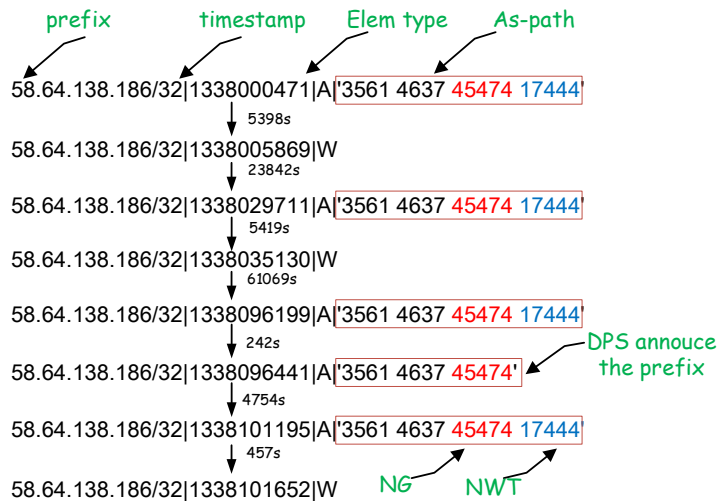 prefix timestamp Elem type As-path
58.64.138.186/32|1338000471|A|'3561 4637 45474 17444'
5398s
58.64.138.186/32|1338005869|W
23842s
58.64.138.186/32|1338029711|A|'3561 4637 45474 17444'
5419s
58.64.138.186/32|1338035130|W
61069s
58.64.138.186/32|1338096199|A|'3561 4637 45474 17444'
242s
DPS annouce
the prefix
58.64.138.186/32|1338096441|A|'3561 4637 45474'
4754s
58.64.138.186/32|1338101195|A|'3561 4637 45474 17444'
457s
NG NWT
58.64.138.186/32|1338101652|W